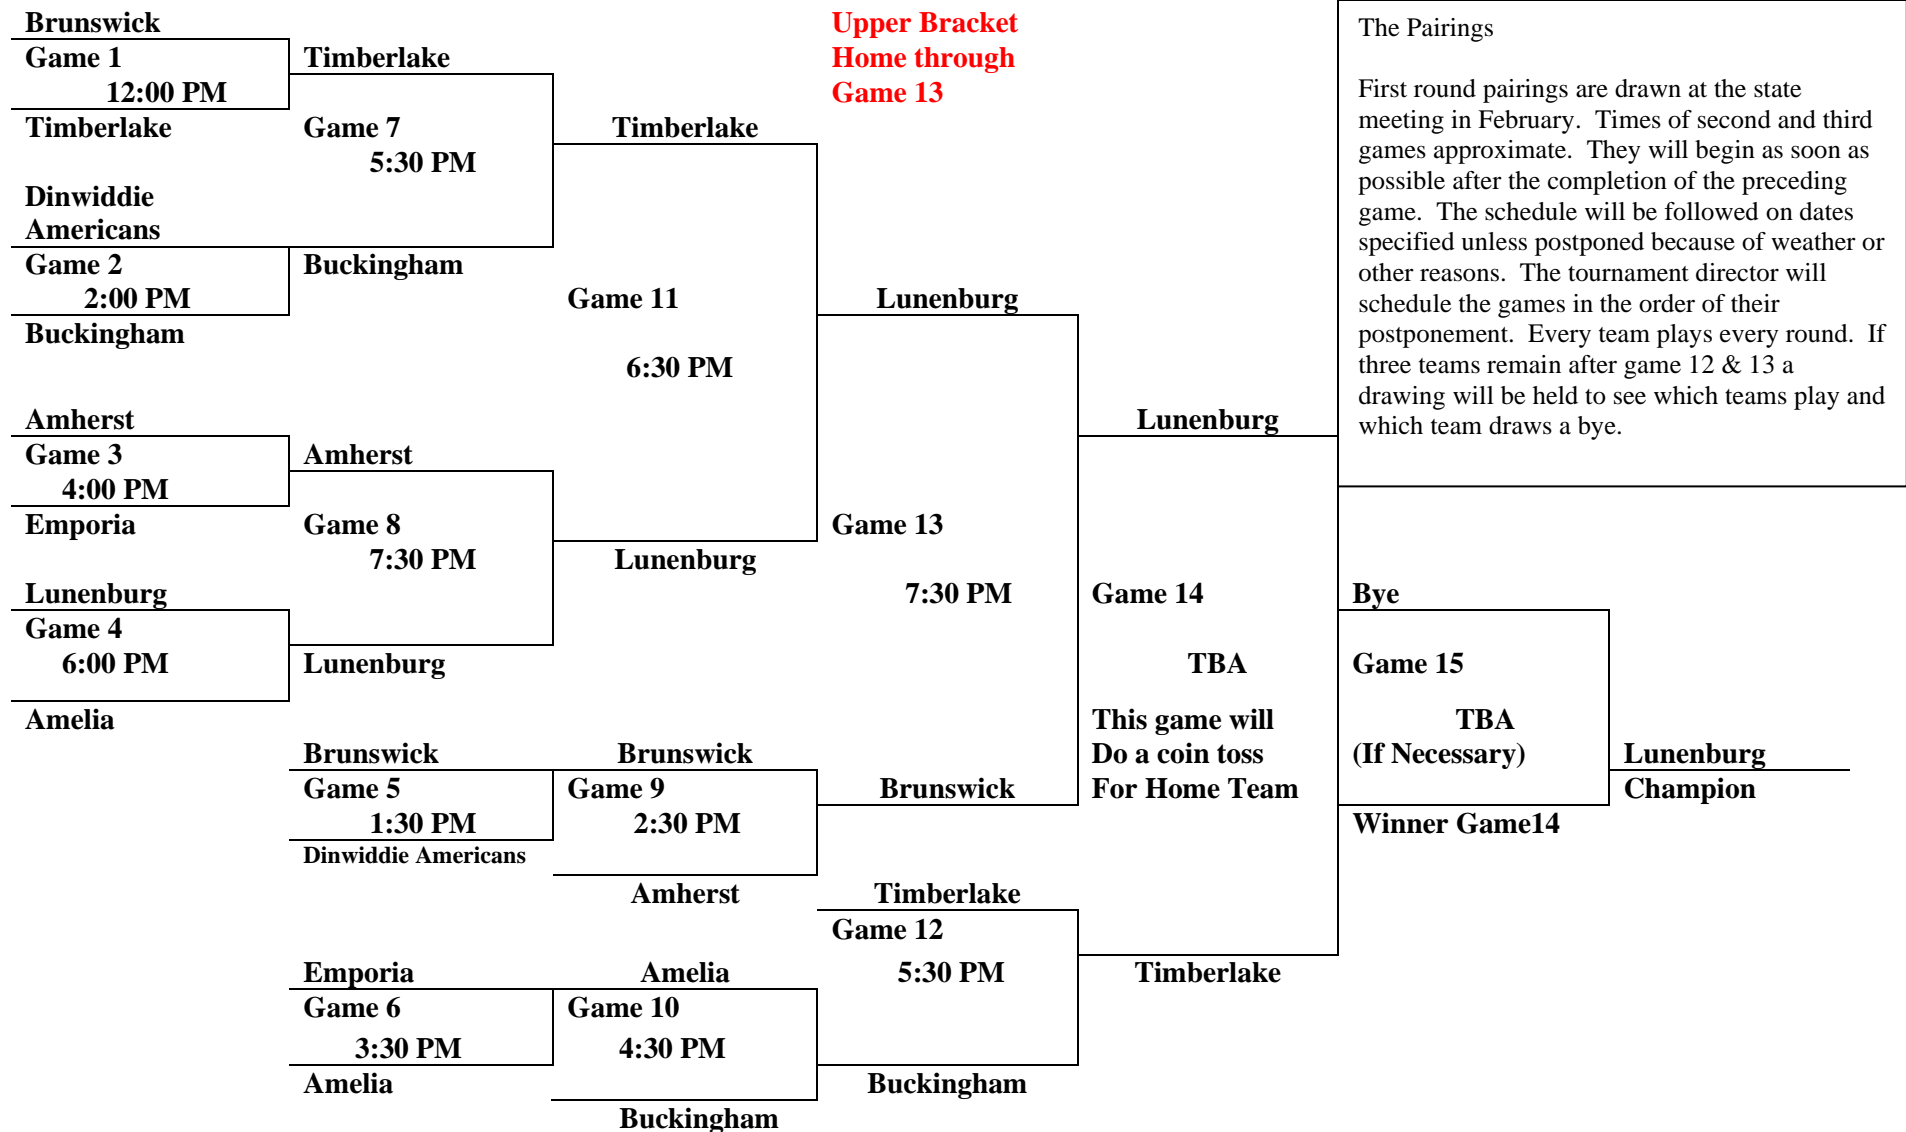 Brunswick
Game 1
12:00 PM
Timberlake
Dinwiddie
Americans
Game 2
2:00 PM
Buckingham
Amherst
Game 3
4:00 PM
Emporia
Lunenburg
Game 4
6:00 PM
Amelia
Timberlake
Game 7
5:30 PM
Buckingham
Amherst
Game 8
7:30 PM
Lunenburg
Brunswick
Game 5
1:30 PM
Dinwiddie Americans
Emporia
Game 6
3:30 PM
Amelia
Timberlake
Game 11
6:30 PM
Lunenburg
Brunswick
Game 9
2:30 PM
Amherst
Amelia
Game 10
4:30 PM
Buckingham
Upper Bracket
Home through
Game 13
Lunenburg
Game 13
7:30 PM
Brunswick
Timberlake
Game 12
5:30 PM
Buckingham
Lunenburg
Game 14
TBA
This game will
Do a coin toss
For Home Team
Timberlake
The Pairings
First round pairings are drawn at the state
meeting in February. Times of second and third
games approximate. They will begin as soon as
possible after the completion of the preceding
game. The schedule will be followed on dates
specified unless postponed because of weather or
other reasons. The tournament director will
schedule the games in the order of their
postponement. Every team plays every round. If
three teams remain after game 12 & 13 a
drawing will be held to see which teams play and
which team draws a bye.
Bye
Game 15
TBA
(If Necessary)
Winner Game14
Lunenburg
Champion